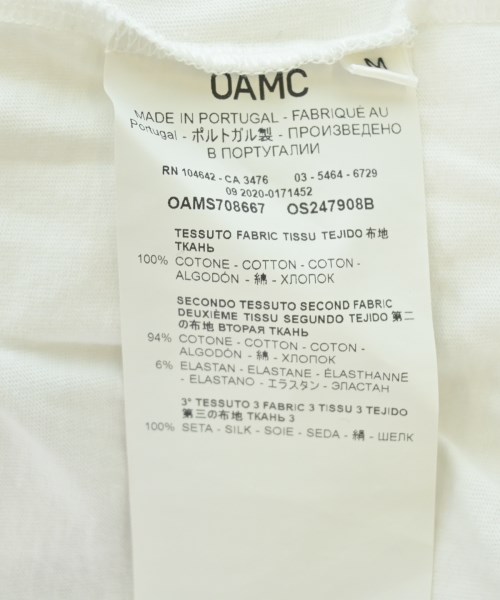 M
OAMC
MADE IN PORTUGAL - FABRIQUÉ AU
Portugal - ポルトガル製 - ПРОИЗВЕДЕНО
В ПОРТУГАЛИИ
RN 104642 - CA 3476 03 - 5464 - 6729
09 2020-0171452
OAMS708667 OS247908B
TESSUTO FABRIC TISSU TEJIDO 布地
ТКАНЬ
100% COTONE - COTTON - COTON -
ALGODÓN - 綿 - ХЛОПОК
SECONDO TESSUTO SECOND FABRIC
DEUXIÈME TISSU SEGUNDO TEJIDO 第二
の布地 ВТОРАЯ ТКАНЬ
94% COTONE - COTTON - COTON -
ALGODÓN - 綿 - ХЛОПОК
6% ELASTAN - ELASTANE - ÉLASTHANNE
- ELASTANO - エラスタン - ЭЛАСТАН
3° TESSUTO 3 FABRIC 3 TISSU 3 TEJIDO
第三の布地 ТКАНЬ 3
100% SETA - SILK - SOIE - SEDA - 絹 - ШЕЛК